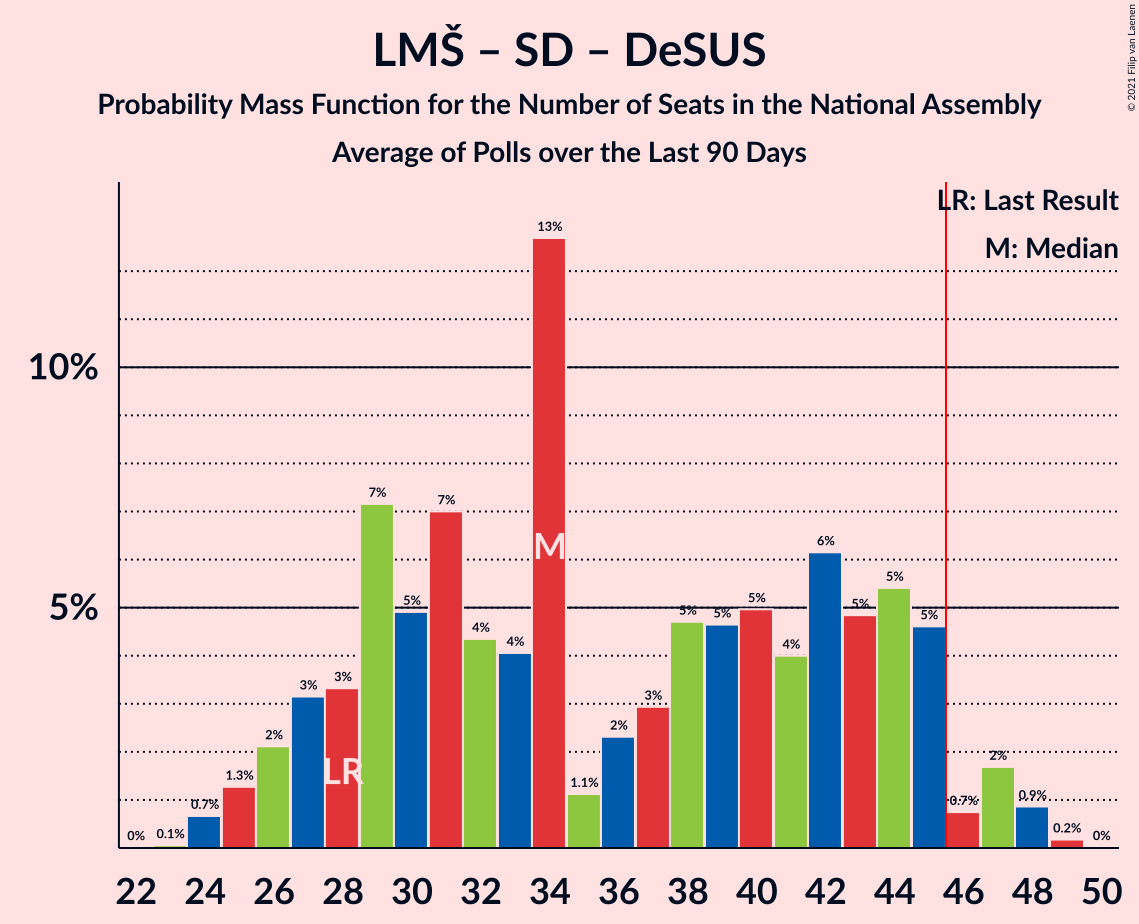 LMŠ – SD – DeSUS
Probability Mass Function for the Number of Seats in the National Assembly
Average of Polls over the Last 90 Days
© 2021 Filip van Laenen
LR: Last Result
M: Median
10%
5%
0% 0.1% 0.7% 1.3% 2% 3% 3% 7% 5% 7% 4% 4% 13% 1.1% 2% 3% 5% 5% 5% 4% 6% 5% 5% 5% 0.7% 2% 0.9% 0.2% 0%
M
LR
22 24 26 28 30 32 34 36 38 40 42 44 46 48 50